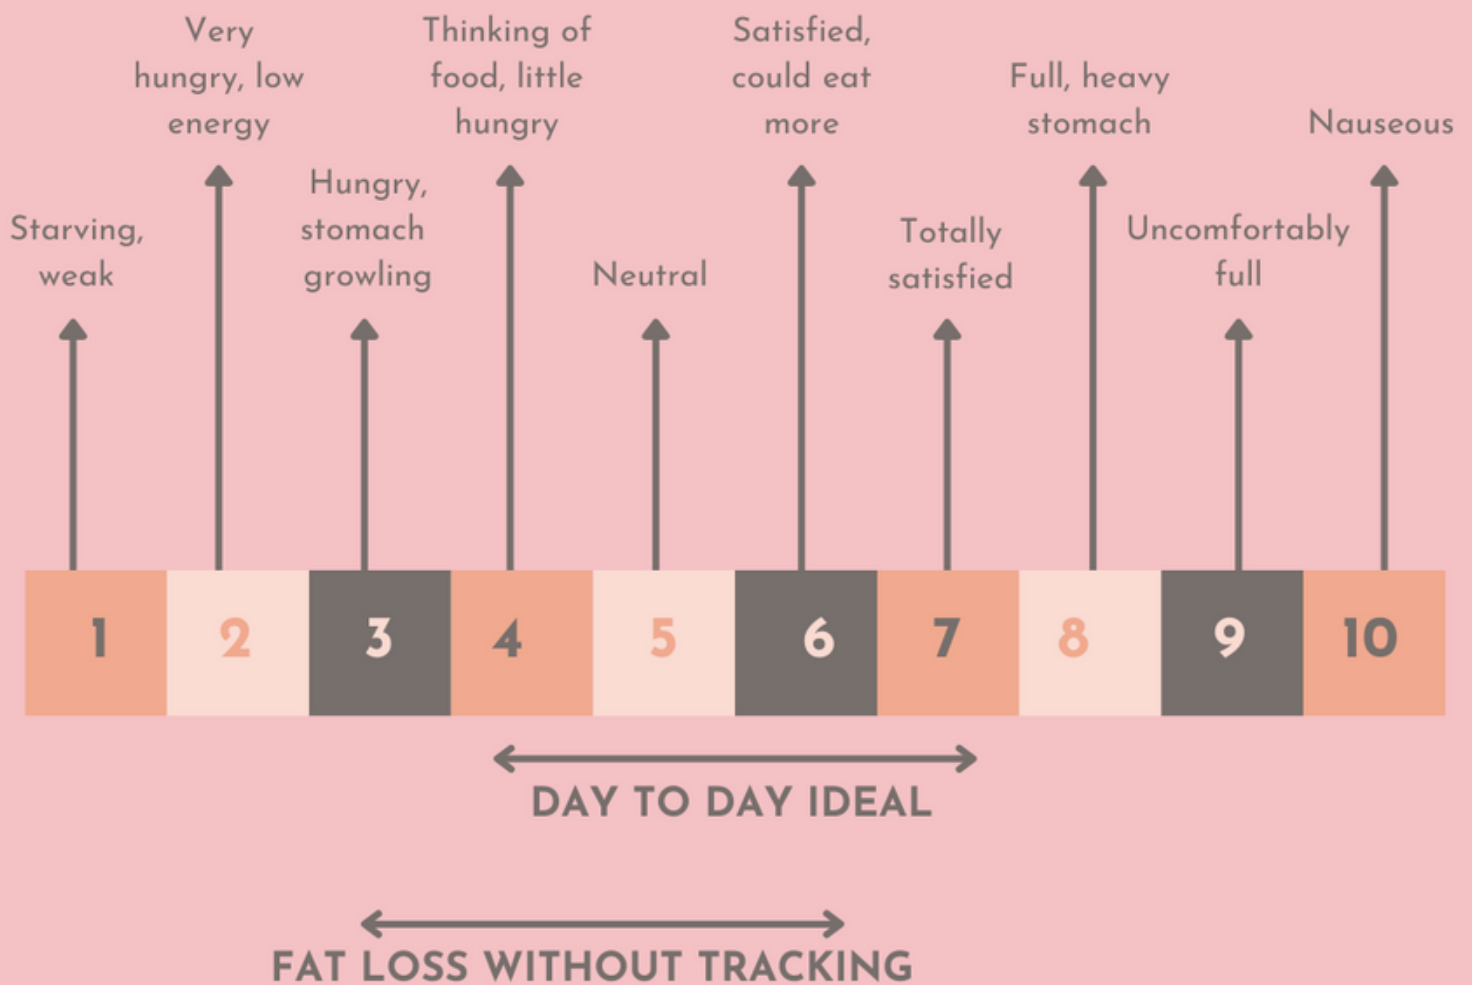 Starving,
weak
Very
hungry, low
energy
Hungry,
stomach
growling
Thinking of
food, little
hungry
Neutral
Satisfied,
could eat
more
Totally
satisfied
Full, heavy
stomach
Uncomfortably
full
Nauseous
1 2 3 4 5 6 7 8 9 10
DAY TO DAY IDEAL
FAT LOSS WITHOUT TRACKING